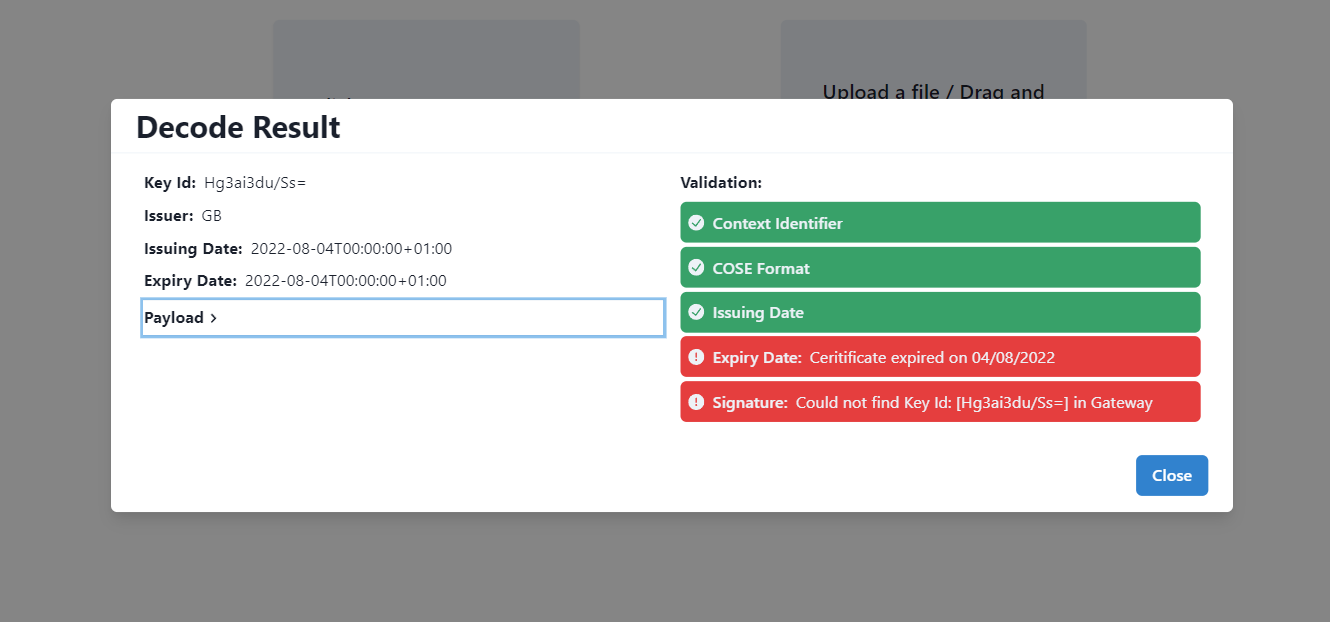 Upload a file / Drag and
Decode Result
Key Id: Hg3ai3du/Ss=
Issuer: GB
Issuing Date: 2022-08-04T00:00:00+01:00
Expiry Date: 2022-08-04T00:00:00+01:00
Payload >
Validation:
Context Identifier
COSE Format
Issuing Date
Expiry Date: Ceritificate expired on 04/08/2022
Signature: Could not find Key Id: [Hg3ai3du/Ss=] in Gateway
Close